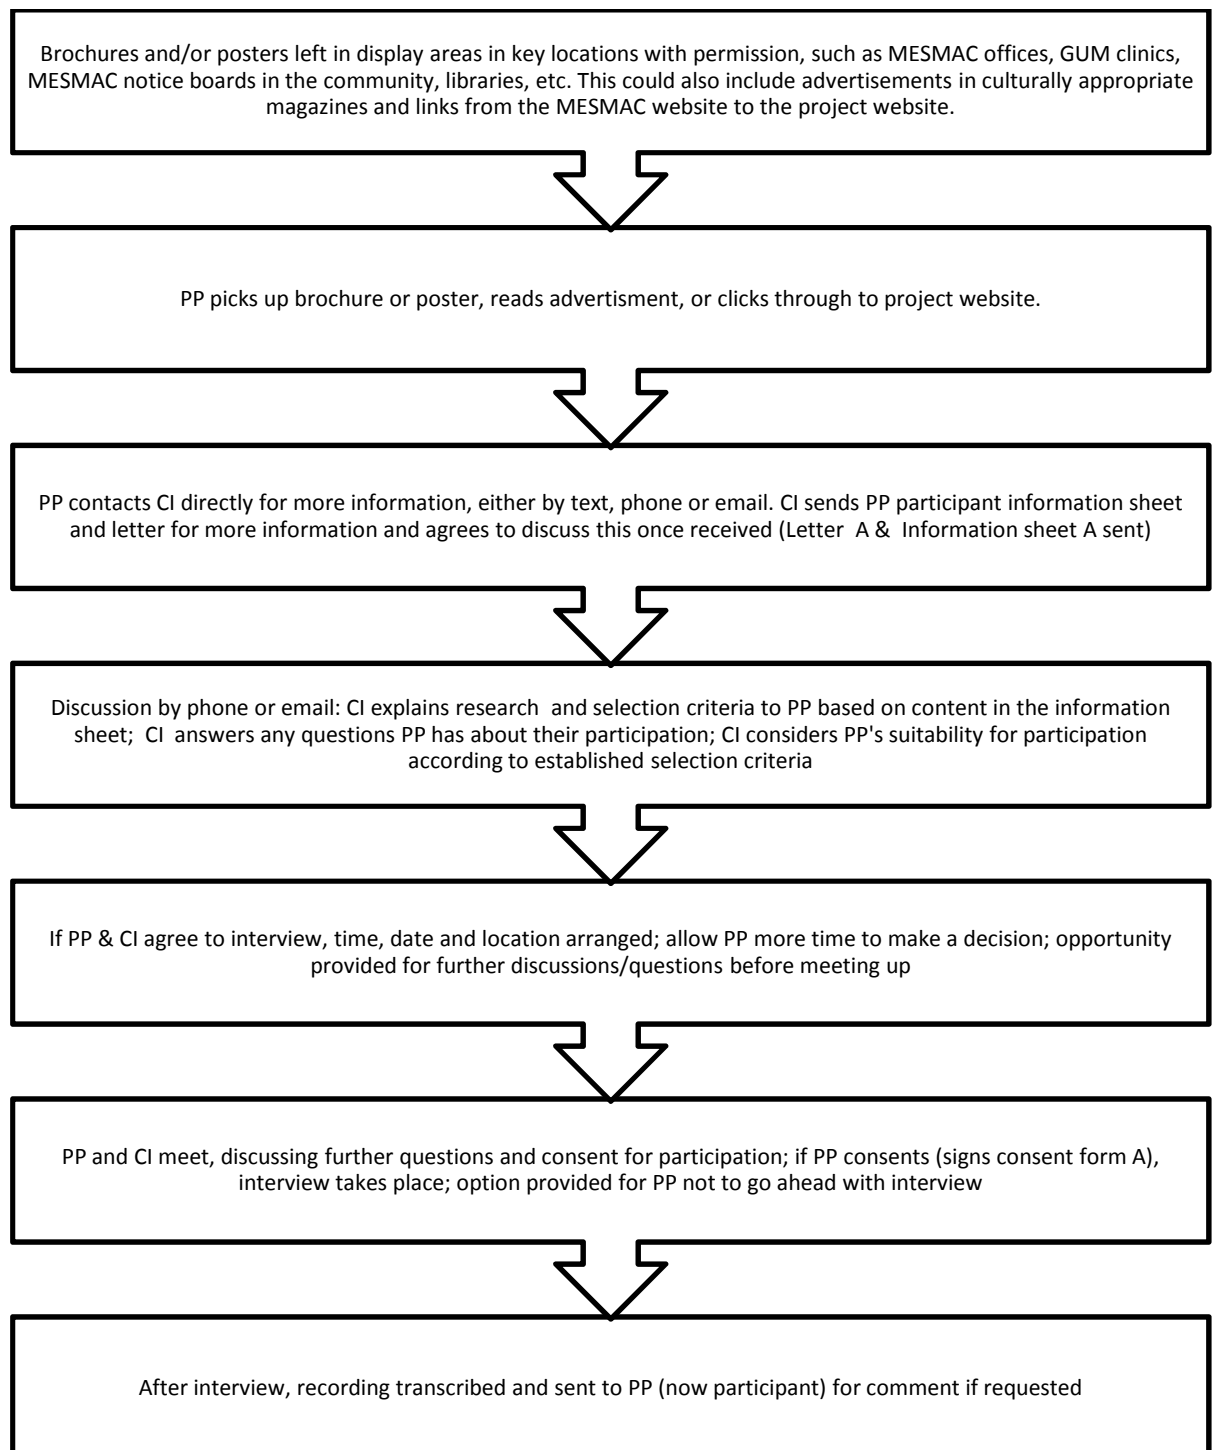 Brochures and/or posters left in display areas in key locations with permission, such as MESMAC offices, GUM clinics,
MESMAC notice boards in the community, libraries, etc. This could also include advertisements in culturally appropriate
magazines and links from the MESMAC website to the project website.
PP picks up brochure or poster, reads advertisment, or clicks through to project website.
PP contacts CI directly for more information, either by text, phone or email. CI sends PP participant information sheet
and letter for more information and agrees to discuss this once received (Letter A & Information sheet A sent)
Discussion by phone or email: CI explains research and selection criteria to PP based on content in the information
sheet; CI answers any questions PP has about their participation; CI considers PP's suitability for participation
according to established selection criteria
If PP & CI agree to interview, time, date and location arranged; allow PP more time to make a decision; opportunity
provided for further discussions/questions before meeting up
PP and CI meet, discussing further questions and consent for participation; if PP consents (signs consent form A),
interview takes place; option provided for PP not to go ahead with interview
After interview, recording transcribed and sent to PP (now participant) for comment if requested